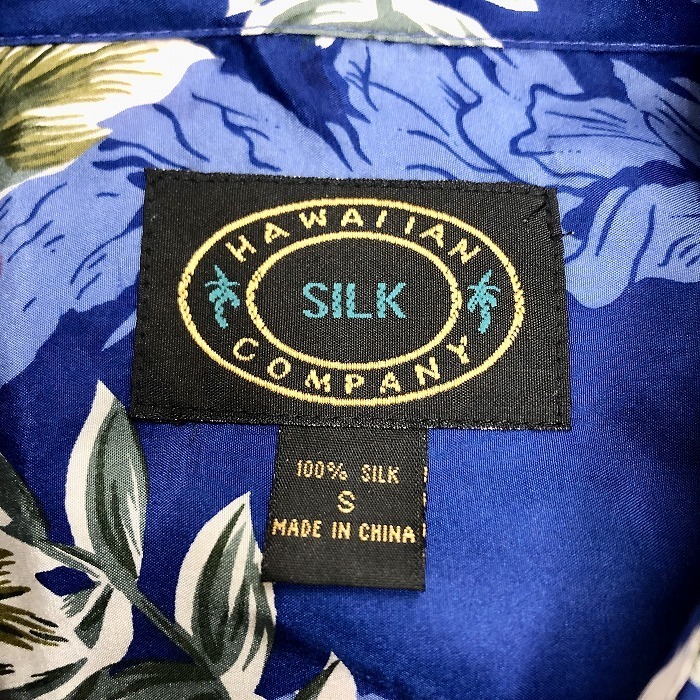 HAWAIIAN
SILK
COMPANY
100% SILK
S
MADE IN CHINA